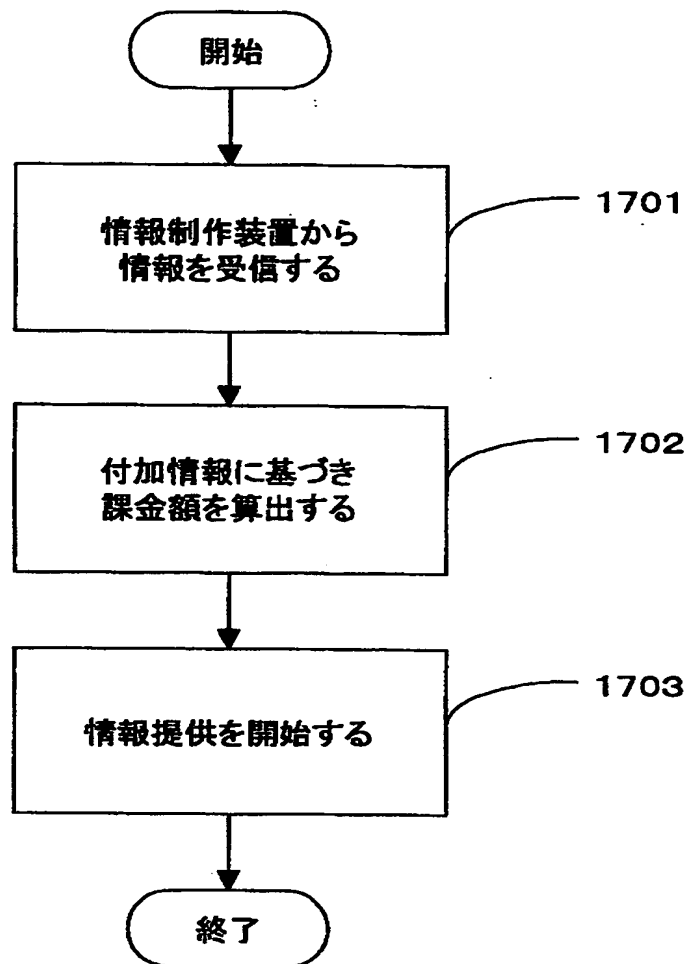 開始
情報制作装置から
情報を受信する
1701
付加情報に基づき
課金額を算出する
1702
情報提供を開始する
1703
終了